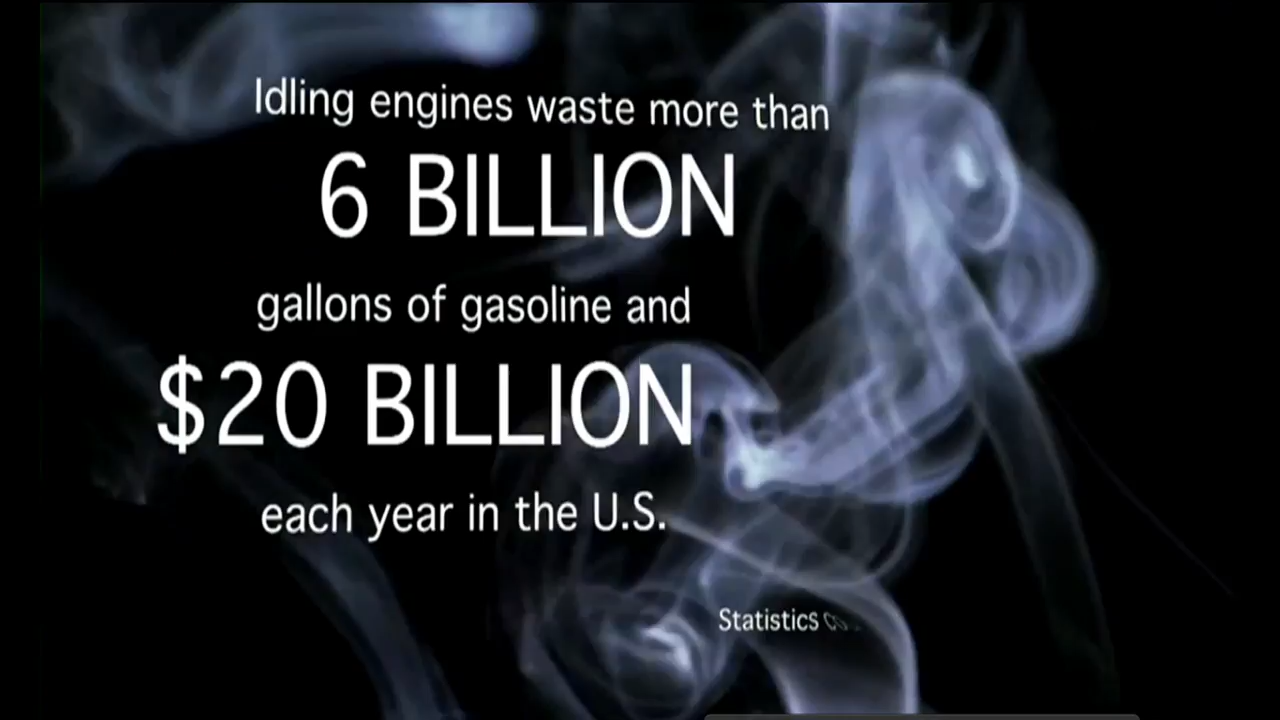 Idling engines waste more than
6 BILLION
gallons of gasoline and
$20 BILLION
each year in the U.S.
Statistics